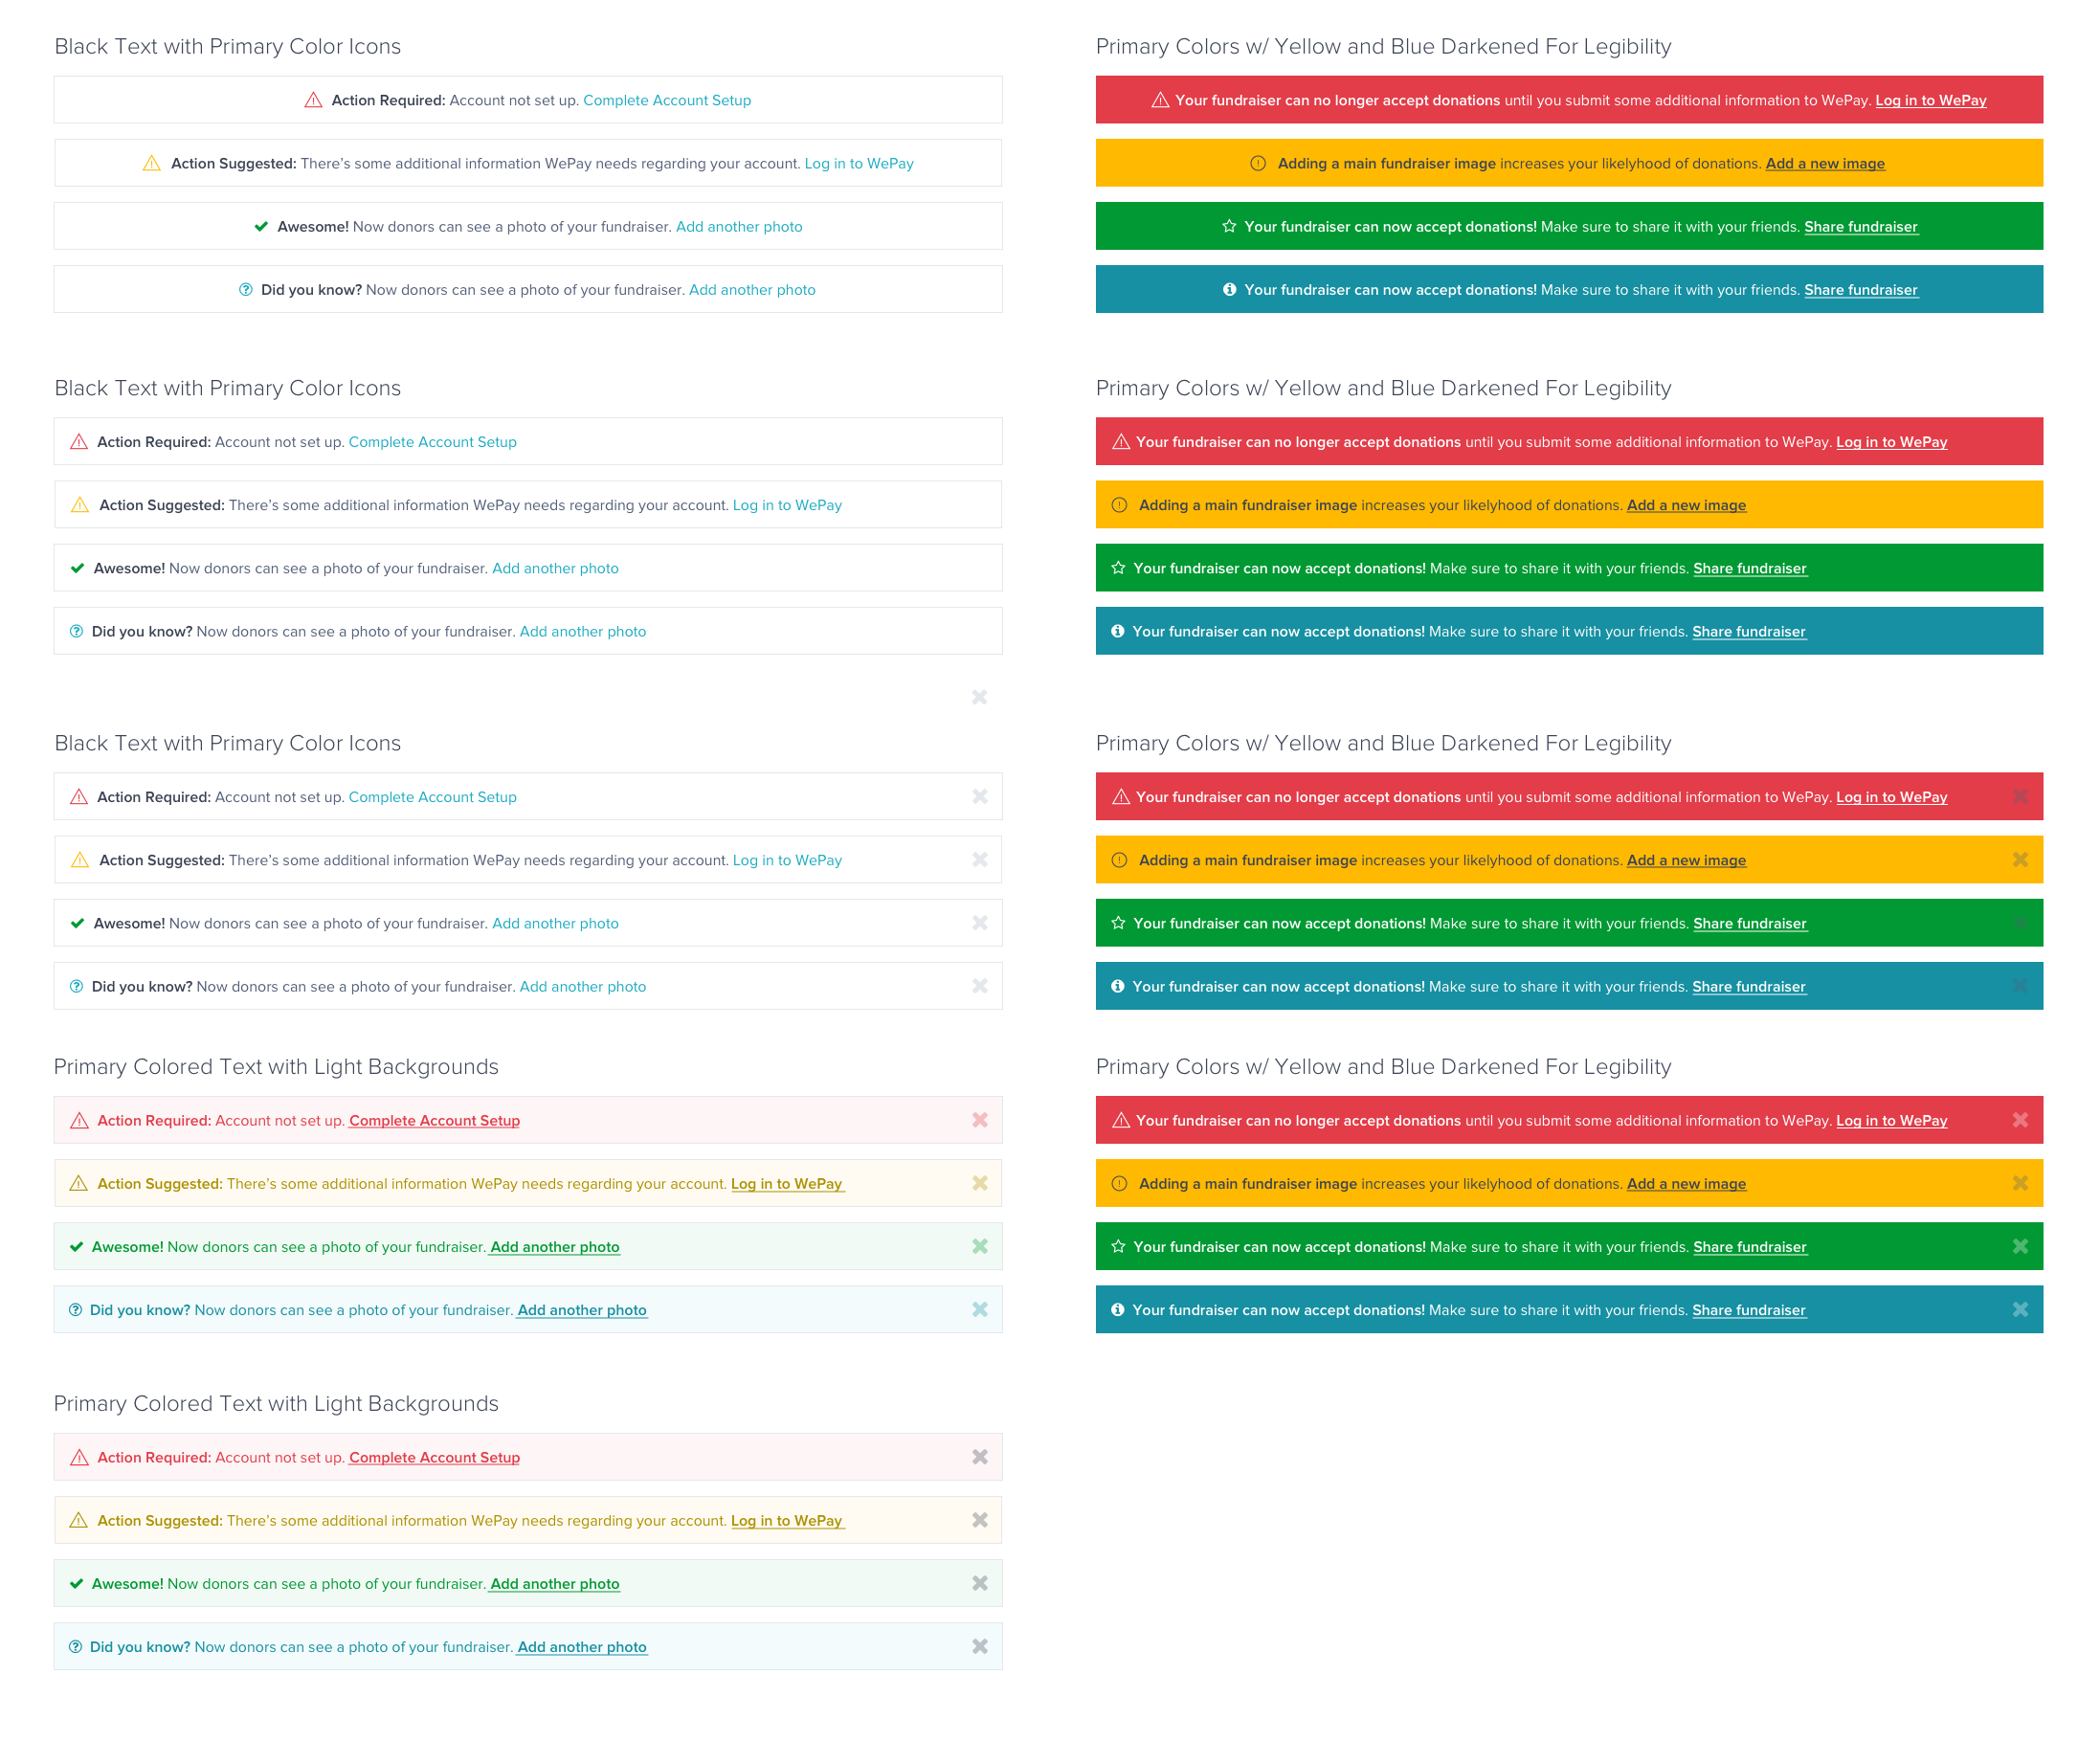 Black Text with Primary Color Icons
Action Required: Account not set up. Complete Account Setup
Action Suggested: There's some additional information WePay needs regarding your account. Log in to WePay
Awesome! Now donors can see a photo of your fundraiser. Add another photo
Did you know? Now donors can see a photo of your fundraiser. Add another photo
Primary Colors w/ Yellow and Blue Darkened For Legibility
Your fundraiser can no longer accept donations until you submit some additional information to WePay. Log in to WePay
Adding a main fundraiser image increases your likelyhood of donations. Add a new image
Your fundraiser can now accept donations! Make sure to share it with your friends. Share fundraiser
Your fundraiser can now accept donations! Make sure to share it with your friends. Share fundraiser
Black Text with Primary Color Icons
Action Required: Account not set up. Complete Account Setup
Action Suggested: There's some additional information WePay needs regarding your account. Log in to WePay
Awesome! Now donors can see a photo of your fundraiser. Add another photo
Did you know? Now donors can see a photo of your fundraiser. Add another photo
Primary Colors w/ Yellow and Blue Darkened For Legibility
Your fundraiser can no longer accept donations until you submit some additional information to WePay. Log in to WePay
Adding a main fundraiser image increases your likelyhood of donations. Add a new image
Your fundraiser can now accept donations! Make sure to share it with your friends. Share fundraiser
Your fundraiser can now accept donations! Make sure to share it with your friends. Share fundraiser
Black Text with Primary Color Icons
Action Required: Account not set up. Complete Account Setup
Action Suggested: There's some additional information WePay needs regarding your account. Log in to WePay
Awesome! Now donors can see a photo of your fundraiser. Add another photo
Did you know? Now donors can see a photo of your fundraiser. Add another photo
Primary Colors w/ Yellow and Blue Darkened For Legibility
Your fundraiser can no longer accept donations until you submit some additional information to WePay. Log in to WePay
Adding a main fundraiser image increases your likelyhood of donations. Add a new image
Your fundraiser can now accept donations! Make sure to share it with your friends. Share fundraiser
Your fundraiser can now accept donations! Make sure to share it with your friends. Share fundraiser
Primary Colored Text with Light Backgrounds
Action Required: Account not set up. Complete Account Setup
Action Suggested: There's some additional information WePay needs regarding your account. Log in to WePay
Awesome! Now donors can see a photo of your fundraiser. Add another photo
Did you know? Now donors can see a photo of your fundraiser. Add another photo
Primary Colors w/ Yellow and Blue Darkened For Legibility
Your fundraiser can no longer accept donations until you submit some additional information to WePay. Log in to WePay
Adding a main fundraiser image increases your likelyhood of donations. Add a new image
Your fundraiser can now accept donations! Make sure to share it with your friends. Share fundraiser
Your fundraiser can now accept donations! Make sure to share it with your friends. Share fundraiser
Primary Colored Text with Light Backgrounds
Action Required: Account not set up. Complete Account Setup
Action Suggested: There's some additional information WePay needs regarding your account. Log in to WePay
Awesome! Now donors can see a photo of your fundraiser. Add another photo
Did you know? Now donors can see a photo of your fundraiser. Add another photo